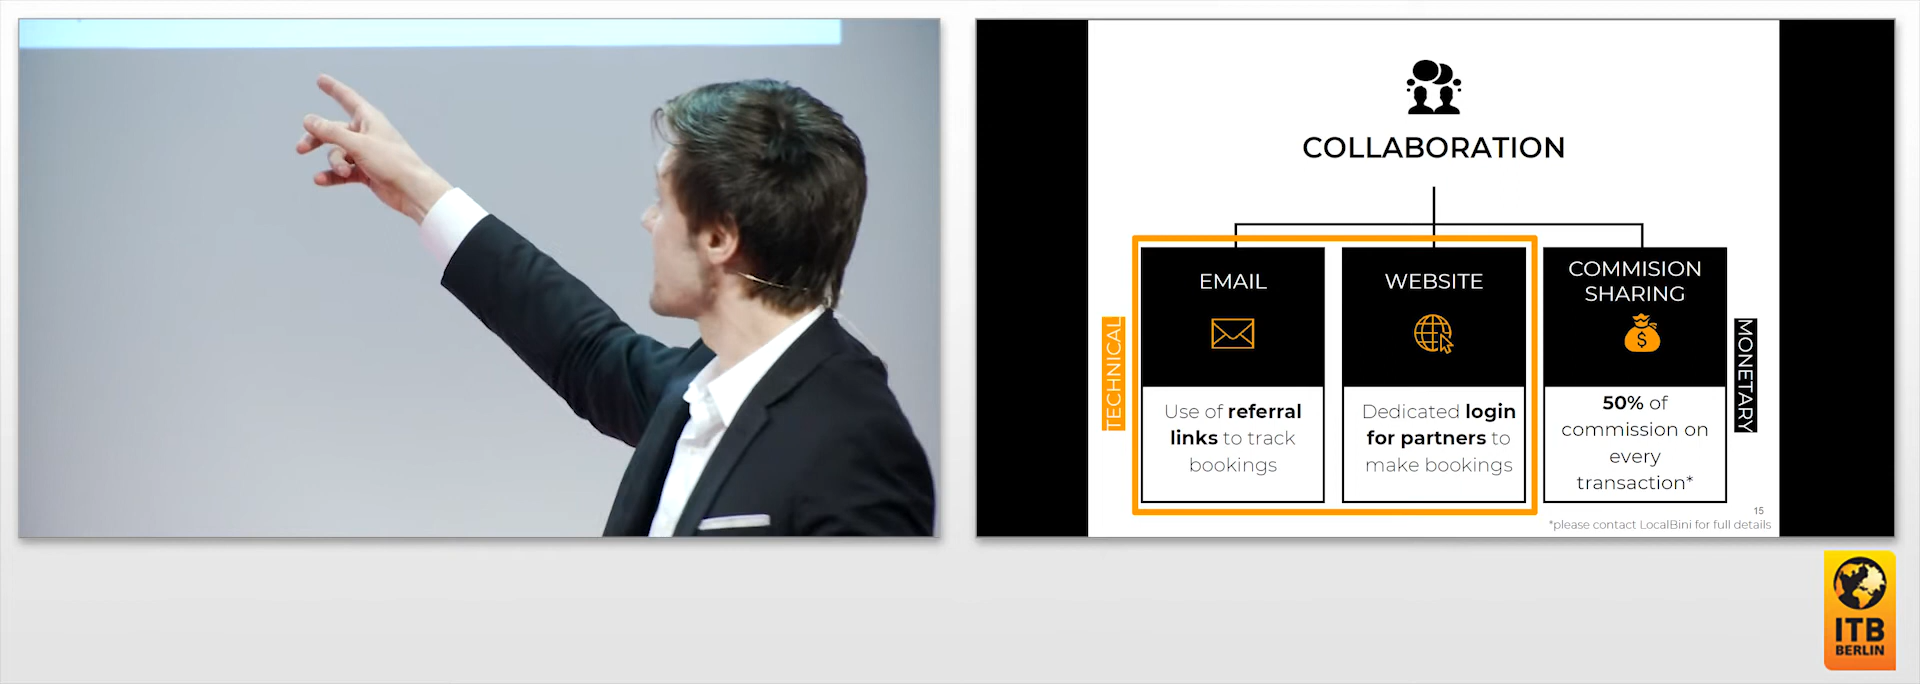 COLLABORATION
EMAIL
WEBSITE
COMMISION
SHARING
TECHNICAL
MONETARY
Use of referral
links to track
bookings
Dedicated login
for partners to
make bookings
50% of
commission on
every
transaction*
15
*please contact LocalBini for full details
ITB
BERLIN